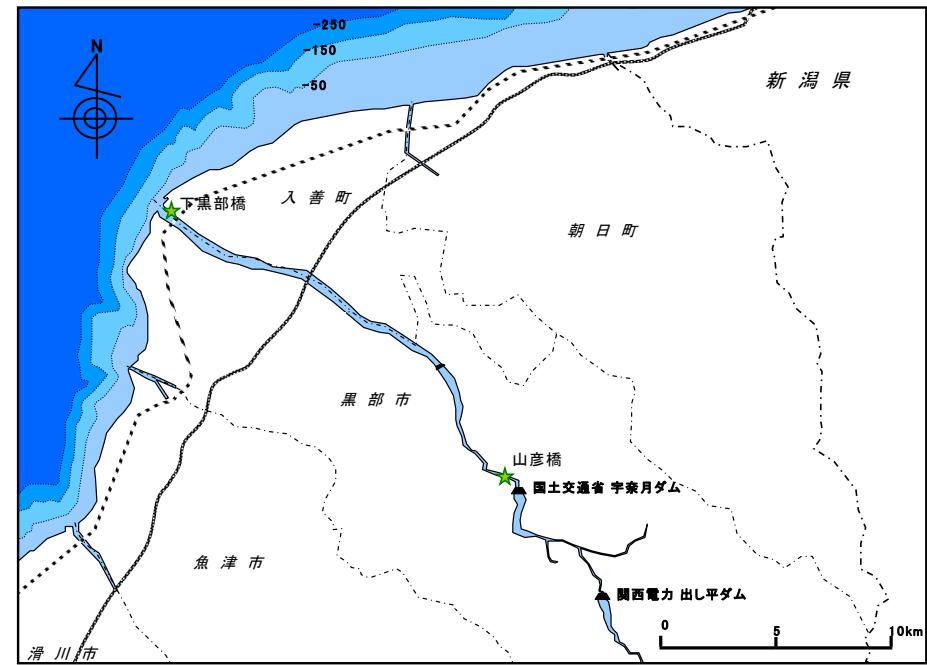 -250
-150
-50
N
新潟県
下黒部橋
入善町
朝日町
黒部市
山彦橋
国土交通省 宇奈月ダム
魚津市
関西電力 出し平ダム
0
5
10km
滑川市